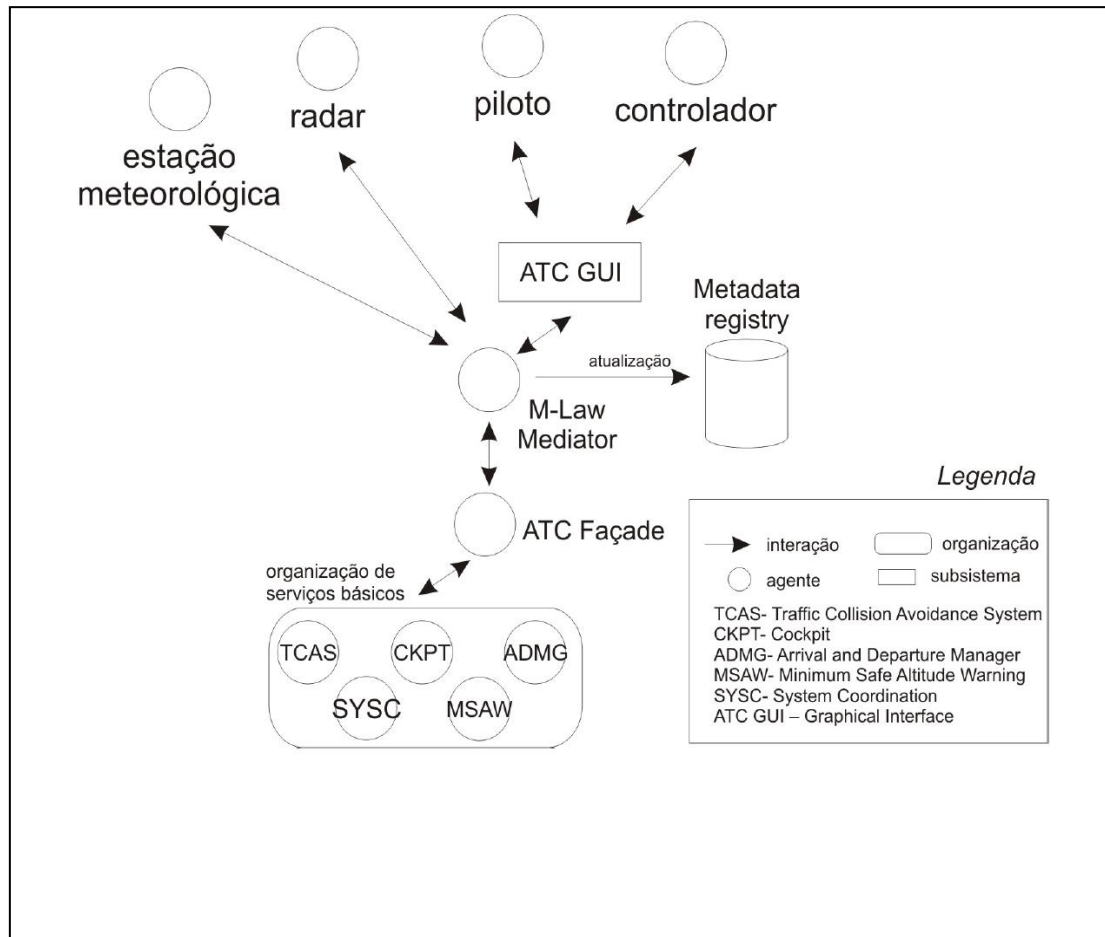 radar
piloto
controlador
estação
meteorológica
ATC GUI
Metadata
registry
atualização
M-Law
Mediator
ATC Façade
organização de
serviços básicos
TCAS
CKPT
ADMG
SYSC
MSAW
Legenda
interação
organização
agente
subsistema
TCAS- Traffic Collision Avoidance System
CKPT- Cockpit
ADMG- Arrival and Departure Manager
MSAW- Minimum Safe Altitude Warning
SYSC- System Coordination
ATC GUI – Graphical Interface